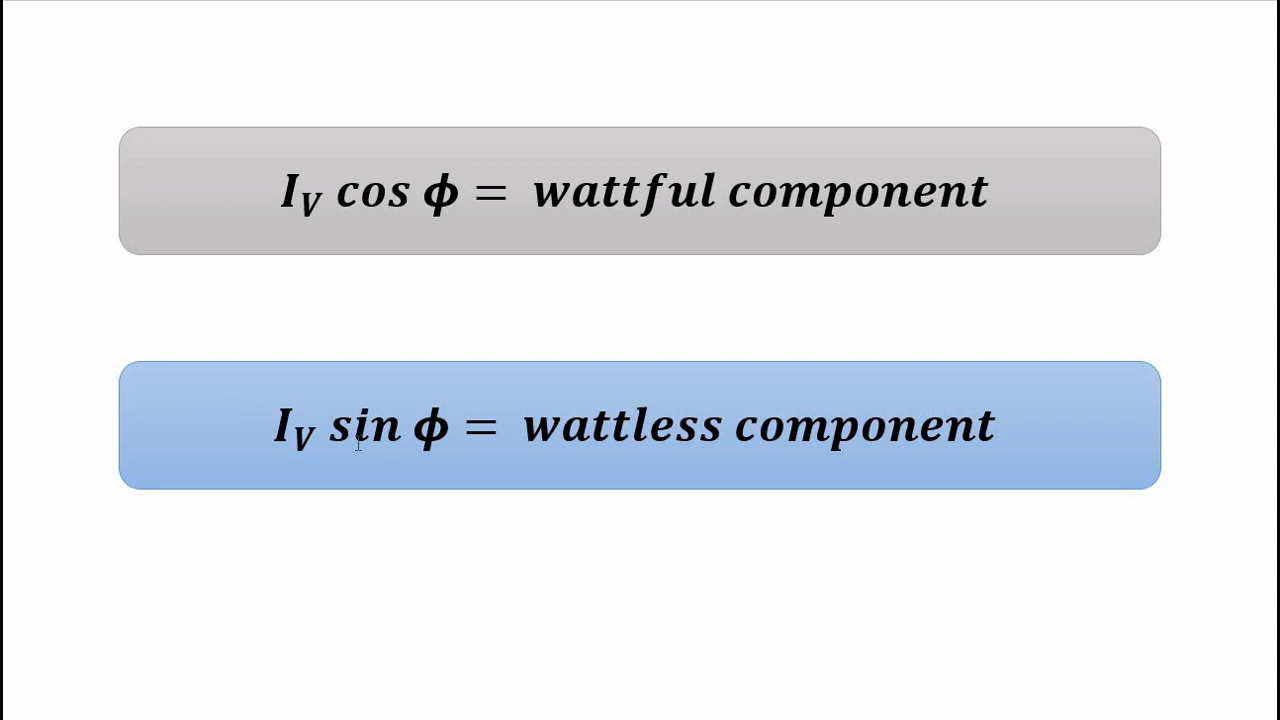 I_V cos ϕ = wattful component
I_V sin ϕ = wattless component